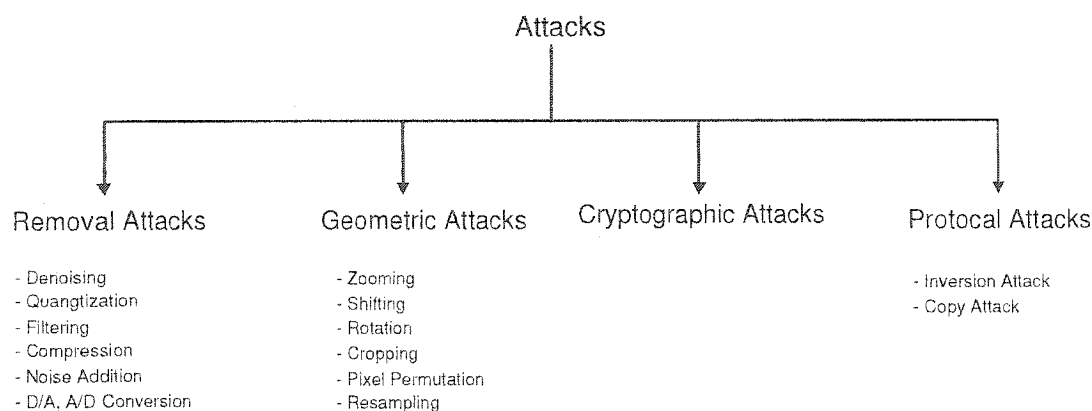 Attacks
Removal Attacks
- Denoising
- Quangtization
- Filtering
- Compression
- Noise Addition
- D/A, A/D Conversion
Geometric Attacks
- Zooming
- Shifting
- Rotation
- Cropping
- Pixel Permutation
- Resampling
Cryptographic Attacks
Protocal Attacks
- Inversion Attack
- Copy Attack